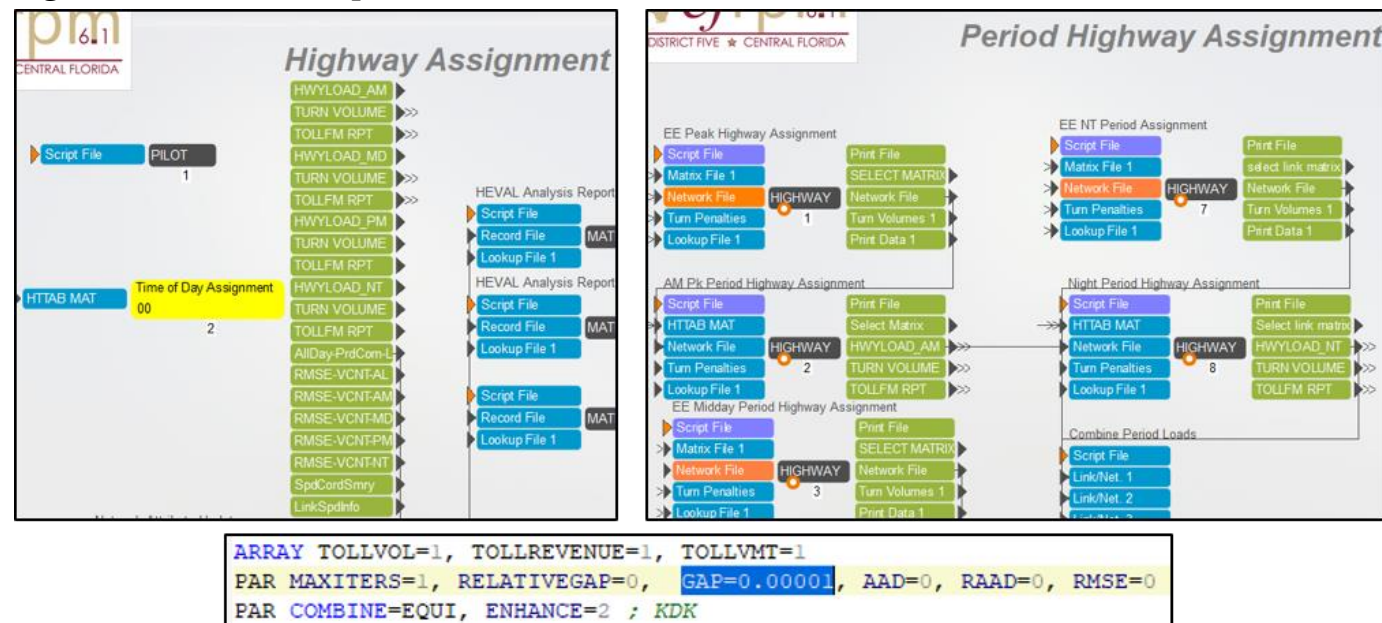 6.1
CENTRAL FLORIDA
Highway Assignment
HWYLOAD_AM
TURN VOLUME
TOLLFM RPT
Script File PILOT
1
HWYLOAD_MD
TURN VOLUME
TOLLFM RPT
HWYLOAD_PM
TURN VOLUME
TOLLFM RPT
HTTAB MAT
Time of Day Assignment
00
2
HWYLOAD_NT
TURN VOLUME
TOLLFM RPT
AllDay-PrdCom-L
RMSE-VCNT-AL
RMSE-VCNT-AM
RMSE-VCNT-MD
RMSE-VCNT-PM
RMSE-VCNT-NT
SpdCordSmry
LinkSpdInfo
HEVAL Analysis Report
Script File
Record File MAT
Lookup File 1
HEVAL Analysis Report
Script File
Record File MAT
Lookup File 1
Script File
Record File MAT
Lookup File 1
DISTRICT FIVE CENTRAL FLORIDA
Period Highway Assignment
EE Peak Highway Assignment
Script File Print File
Matrix File 1 SELECT MATRIX
Network File HIGHWAY Network File
Turn Penalties 1 Turn Volumes 1
Lookup File 1 Print Data 1
AM Pk Period Highway Assignment
Script File Print File
HTTAB MAT Select Matrix
Network File HIGHWAY HWYLOAD_AM
Turn Penalties 2 TURN VOLUME
Lookup File 1 TOLLFM RPT
EE Midday Period Highway Assignment
Script File Print File
Matrix File 1 SELECT MATRIX
Network File HIGHWAY Network File
Turn Penalties 3 Turn Volumes 1
Lookup File 1 Print Data 1
EE NT Period Assignment
Script File Print File
Matrix File 1 select link matrix
Network File HIGHWAY Network File
Turn Penalties 7 Turn Volumes 1
Lookup File 1 Print Data 1
Night Period Highway Assignment
Script File Print File
HTTAB MAT Select link matrix
Network File HIGHWAY HWYLOAD_NT
Turn Penalties 8 TURN VOLUME
Lookup File 1 TOLLFM RPT
Combine Period Loads
Script File
Link/Net. 1
Link/Net. 2
ARRAY TOLLVOL=1, TOLLREVENUE=1, TOLLVMT=1
PAR MAXITERS=1, RELATIVEGAP=0, GAP=0.00001, AAD=0, RAAD=0, RMSE=0
PAR COMBINE=EQUI, ENHANCE=2 ; KDK